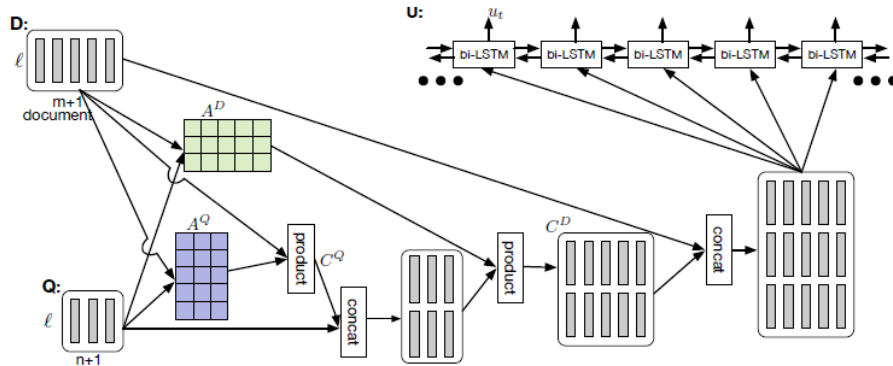 D:
U:
u_t
ℓ
bi-LSTM
bi-LSTM
bi-LSTM
bi-LSTM
bi-LSTM
m+1
document
A^D
A^Q
product
C^Q
C^D
product
concat
concat
Q:
ℓ
n+1